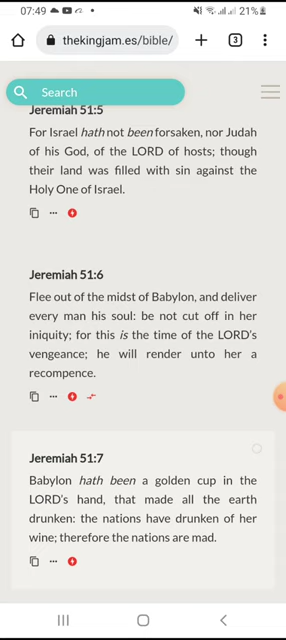 07:49
21%
thekingjam.es/bible/
3
Search
Jeremiah 51:5
For Israel hath not been forsaken, nor Judah
of his God, of the LORD of hosts; though
their land was filled with sin against the
Holy One of Israel.
Jeremiah 51:6
Flee out of the midst of Babylon, and deliver
every man his soul: be not cut off in her
iniquity; for this is the time of the LORD's
vengeance; he will render unto her a
recompence.
Jeremiah 51:7
Babylon hath been a golden cup in the
LORD's hand, that made all the earth
drunken: the nations have drunken of her
wine; therefore the nations are mad.